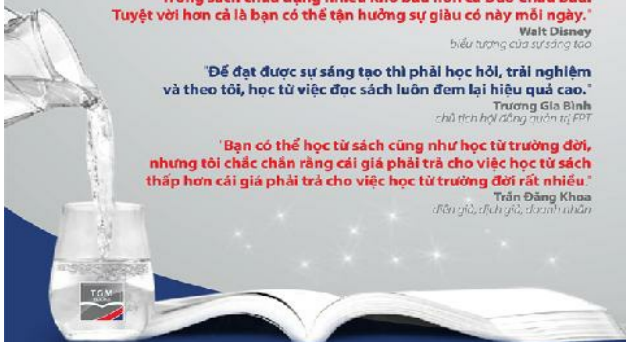 Trong sách chứa đựng nhiều kho báu hơn cả Đảo Châu Báu.
Tuyệt vời hơn cả là bạn có thể tận hưởng sự giàu có này mỗi ngày."
Walt Disney
biểu tượng của sự sáng tạo
"Để đạt được sự sáng tạo thì phải học hỏi, trải nghiệm
và theo tôi, học từ việc đọc sách luôn đem lại hiệu quả cao."
Trương Gia Bình
chủ tịch hội đồng quản trị FPT
"Bạn có thể học từ sách cũng như học từ trường đời,
nhưng tôi chắc chắn rằng cái giá phải trả cho việc học từ sách
thấp hơn cái giá phải trả cho việc học từ trường đời rất nhiều."
Trần Đăng Khoa
diễn giả, dịch giả, doanh nhân
TGM